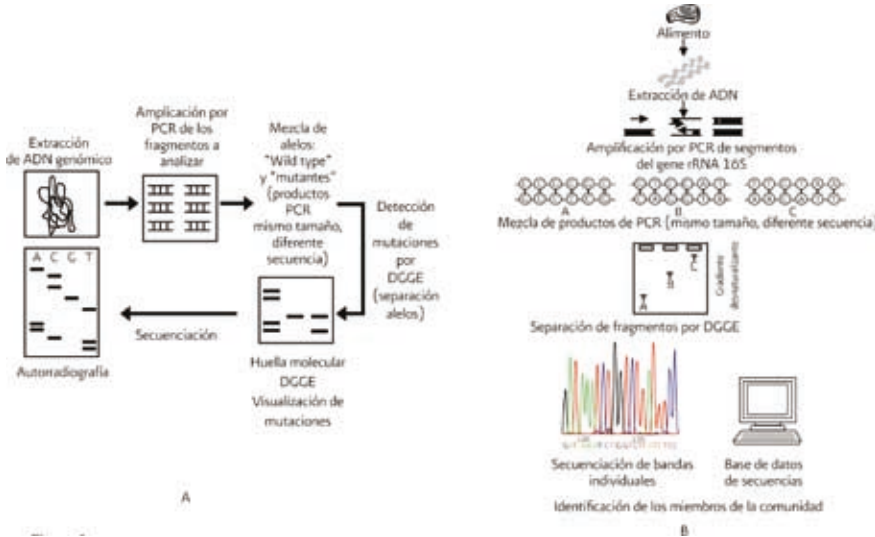 Extracción
de ADN genómico
Amplicación por
PCR de los
fragmentos a
analizar
Mezcla de
alelos:
"Wild type"
y "mutantes"
(productos
PCR
mismo tamaño,
diferente
secuencia)
Detección
de
mutaciones
por
DGGE
(separación
alelos)
Huella molecular
DGGE
Visualización de
mutaciones
Secuenciación
A C G T
Autorradiografía
A
Alimento
Extracción de ADN
Amplificación por PCR de segmentos
del gene rRNA 16S
A B C
Mezcla de productos de PCR (mismo tamaño, diferente secuencia)
A B C
Gradiente
desnaturalizante
Separación de fragmentos por DGGE
Secuenciación de bandas
individuales
Base de datos
de secuencias
Identificación de los miembros de la comunidad
B